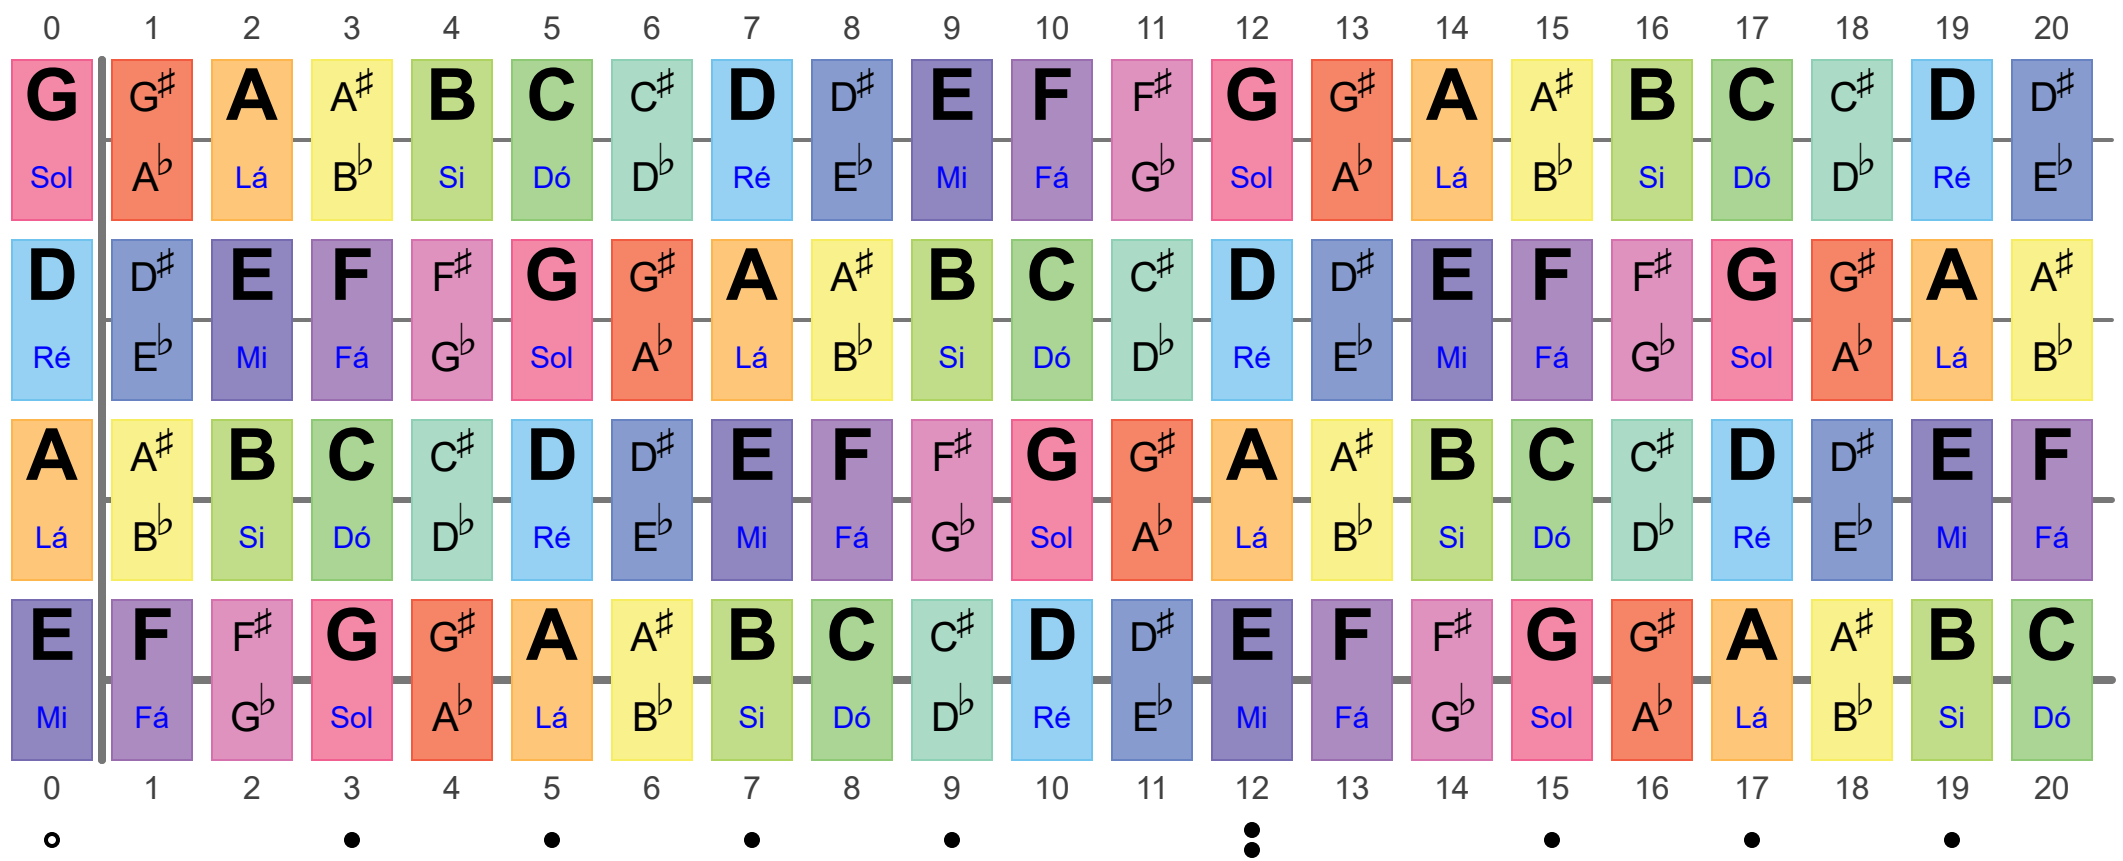 0 1 2 3 4 5 6 7 8 9 10 11 12 13 14 15 16 17 18 19 20
G G♯ A A♯ B C C♯ D D♯ E F F♯ G G♯ A A♯ B C C♯ D D♯
Sol A♭ Lá B♭ Si Dó D♭ Ré E♭ Mi Fá G♭ Sol A♭ Lá B♭ Si Dó D♭ Ré E♭
D D♯ E F F♯ G G♯ A A♯ B C C♯ D D♯ E F F♯ G G♯ A A♯
Ré E♭ Mi Fá G♭ Sol A♭ Lá B♭ Si Dó D♭ Ré E♭ Mi Fá G♭ Sol A♭ Lá B♭
A A♯ B C C♯ D D♯ E F F♯ G G♯ A A♯ B C C♯ D D♯ E F
Lá B♭ Si Dó D♭ Ré E♭ Mi Fá G♭ Sol A♭ Lá B♭ Si Dó D♭ Ré E♭ Mi Fá
E F F♯ G G♯ A A♯ B C C♯ D D♯ E F F♯ G G♯ A A♯ B C
Mi Fá G♭ Sol A♭ Lá B♭ Si Dó D♭ Ré E♭ Mi Fá G♭ Sol A♭ Lá B♭ Si Dó
0 1 2 3 4 5 6 7 8 9 10 11 12 13 14 15 16 17 18 19 20